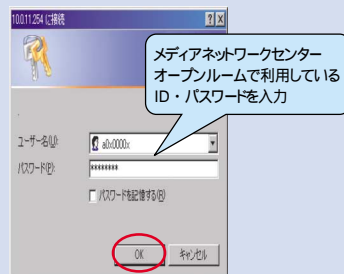 10.0.11.254 に接続
メディアネットワークセンター
オープンルームで利用している
ID・パスワードを入力
ユーザー名(U):
a0x0000x
パスワード(P):
********
パスワードを記憶する(R)
OK
キャンセル